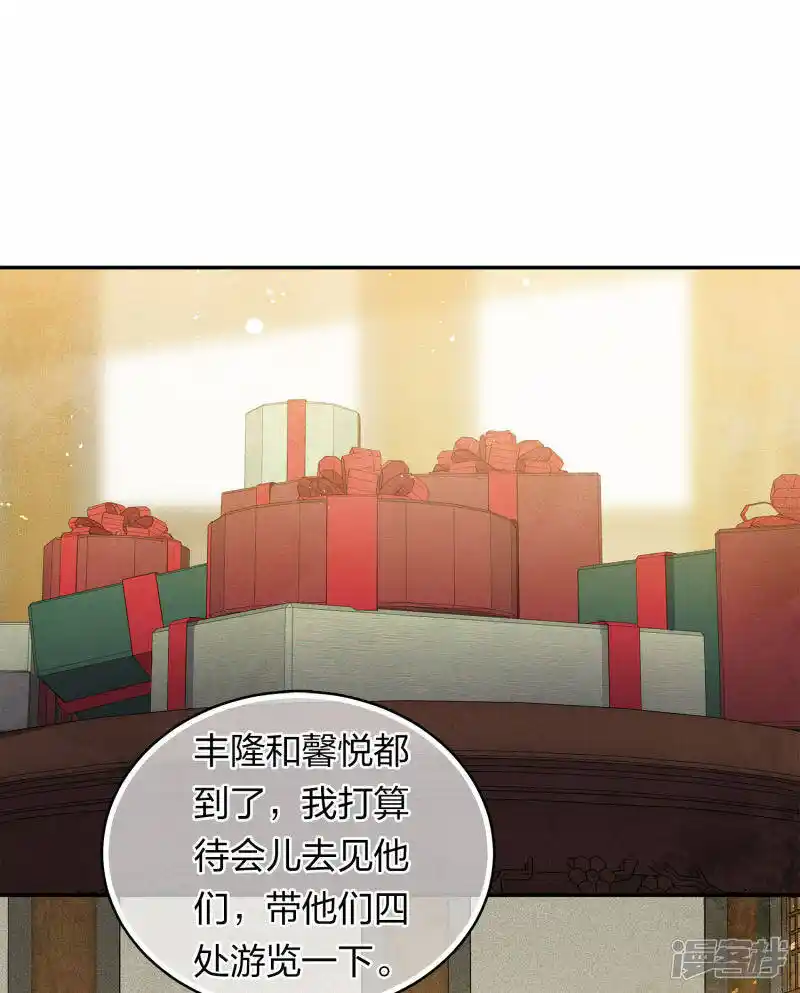 丰隆和馨悦都
到了，我打算
待会儿去见他
们，带他们四
处游览一下。
漫客栈